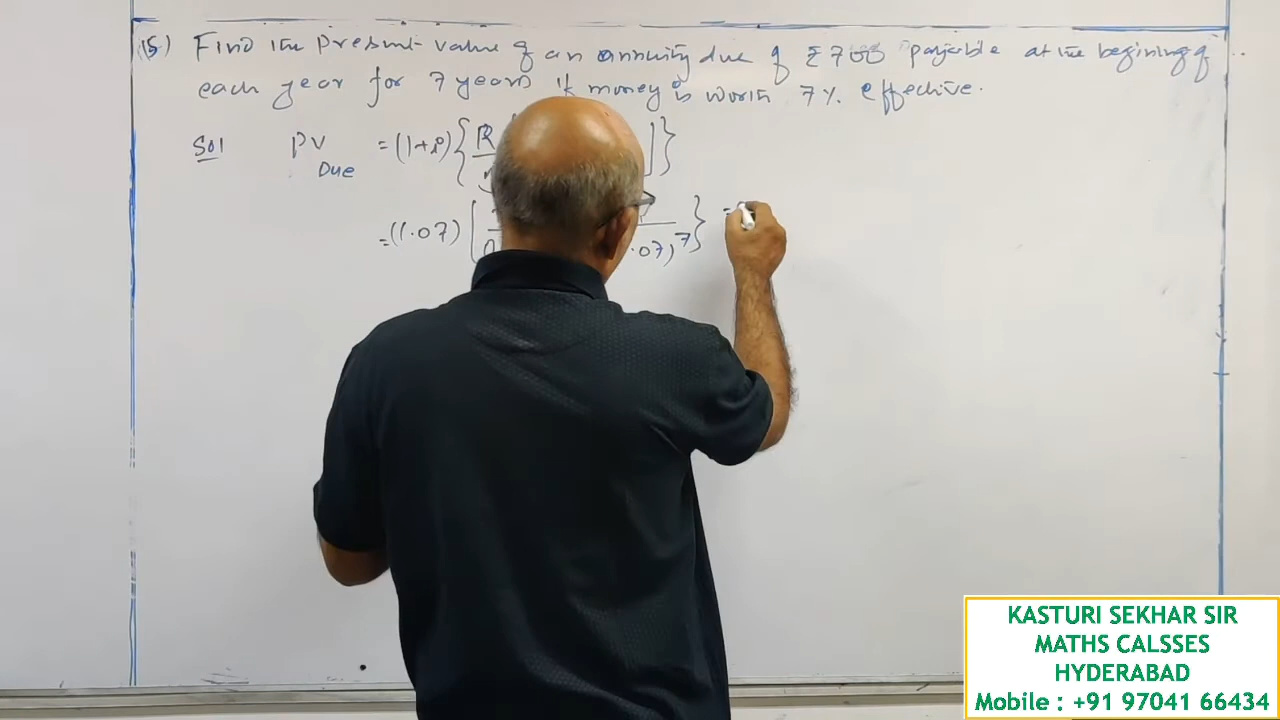 15) Find the present value of an annuity due of ₹ 700 payable at the begining of
each year for 7 years if money is worth 7% effective.
Sol PV Due = (1+i) { R ] }
= (1.07) [ .07)^7 } =
KASTURI SEKHAR SIR
MATHS CALSSES
HYDERABAD
Mobile : +91 97041 66434